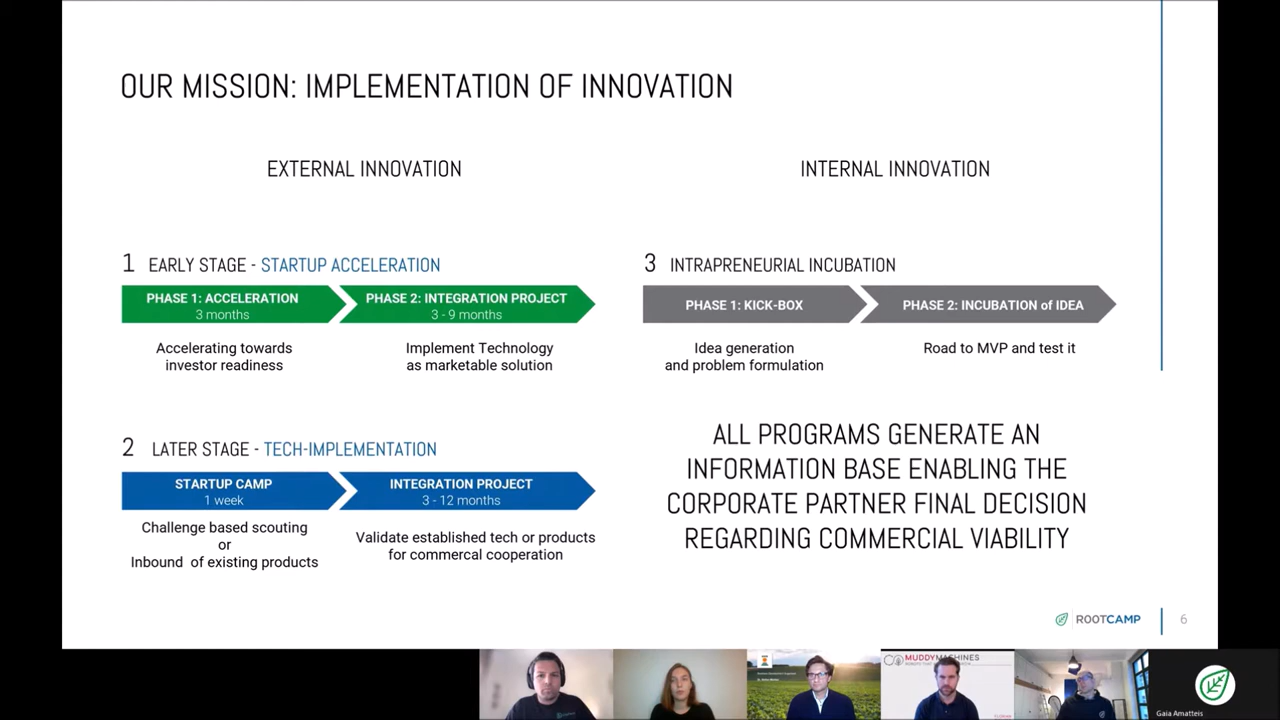 OUR MISSION: IMPLEMENTATION OF INNOVATION
EXTERNAL INNOVATION
INTERNAL INNOVATION
1 EARLY STAGE - STARTUP ACCELERATION
PHASE 1: ACCELERATION
3 months
PHASE 2: INTEGRATION PROJECT
3 - 9 months
Accelerating towards
investor readiness
Implement Technology
as marketable solution
3 INTRAPRENEURIAL INCUBATION
PHASE 1: KICK-BOX
PHASE 2: INCUBATION of IDEA
Idea generation
and problem formulation
Road to MVP and test it
2 LATER STAGE - TECH-IMPLEMENTATION
STARTUP CAMP
1 week
INTEGRATION PROJECT
3 - 12 months
Challenge based scouting
or
Inbound of existing products
Validate established tech or products
for commercal cooperation
ALL PROGRAMS GENERATE AN
INFORMATION BASE ENABLING THE
CORPORATE PARTNER FINAL DECISION
REGARDING COMMERCIAL VIABILITY
ROOTCAMP
6
MUDDYMACHINES
Gaia Amatteis